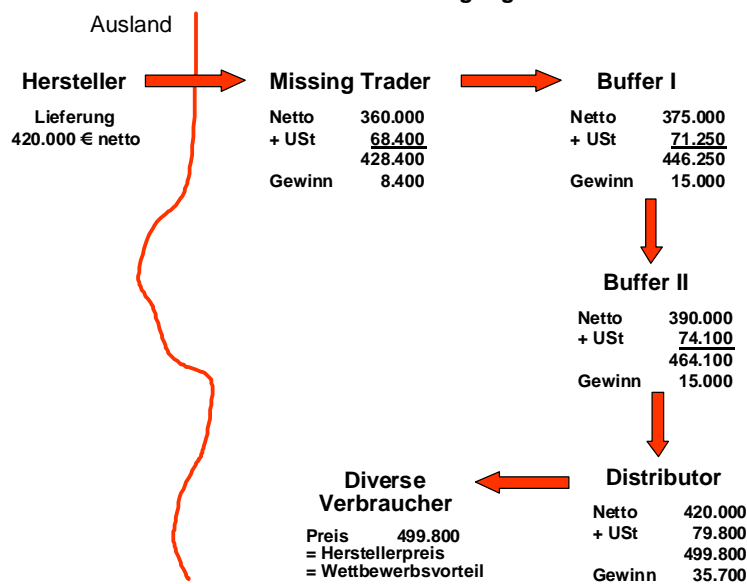 Ausland
Hersteller
Lieferung
420.000 € netto
Missing Trader
Netto 360.000
+ USt 68.400
428.400
Gewinn 8.400
Buffer I
Netto 375.000
+ USt 71.250
446.250
Gewinn 15.000
Buffer II
Netto 390.000
+ USt 74.100
464.100
Gewinn 15.000
Distributor
Netto 420.000
+ USt 79.800
499.800
Gewinn 35.700
Diverse
Verbraucher
Preis 499.800
= Herstellerpreis
= Wettbewerbsvorteil